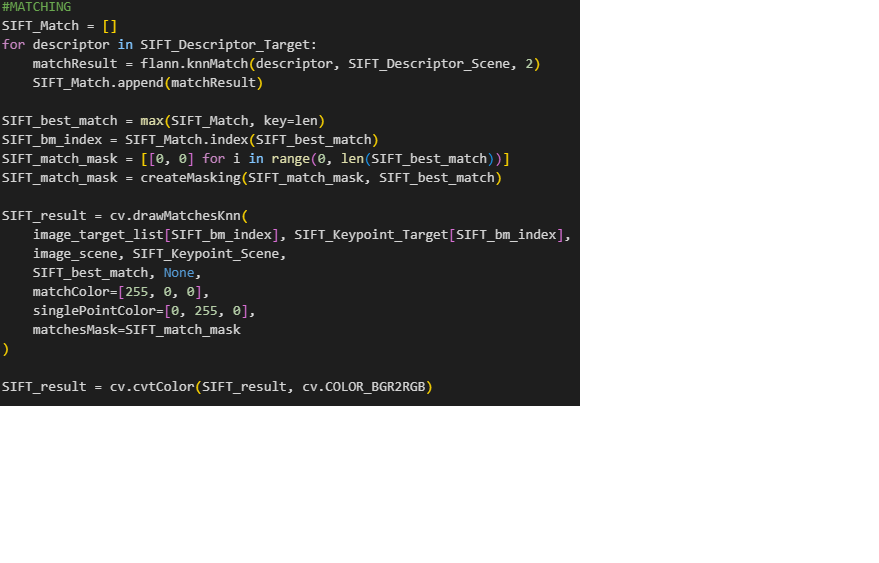 #MATCHING
SIFT_Match = []
for descriptor in SIFT_Descriptor_Target:
    matchResult = flann.knnMatch(descriptor, SIFT_Descriptor_Scene, 2)
    SIFT_Match.append(matchResult)

SIFT_best_match = max(SIFT_Match, key=len)
SIFT_bm_index = SIFT_Match.index(SIFT_best_match)
SIFT_match_mask = [[0, 0] for i in range(0, len(SIFT_best_match))]
SIFT_match_mask = createMasking(SIFT_match_mask, SIFT_best_match)

SIFT_result = cv.drawMatchesKnn(
    image_target_list[SIFT_bm_index], SIFT_Keypoint_Target[SIFT_bm_index],
    image_scene, SIFT_Keypoint_Scene,
    SIFT_best_match, None,
    matchColor=[255, 0, 0],
    singlePointColor=[0, 255, 0],
    matchesMask=SIFT_match_mask
)

SIFT_result = cv.cvtColor(SIFT_result, cv.COLOR_BGR2RGB)